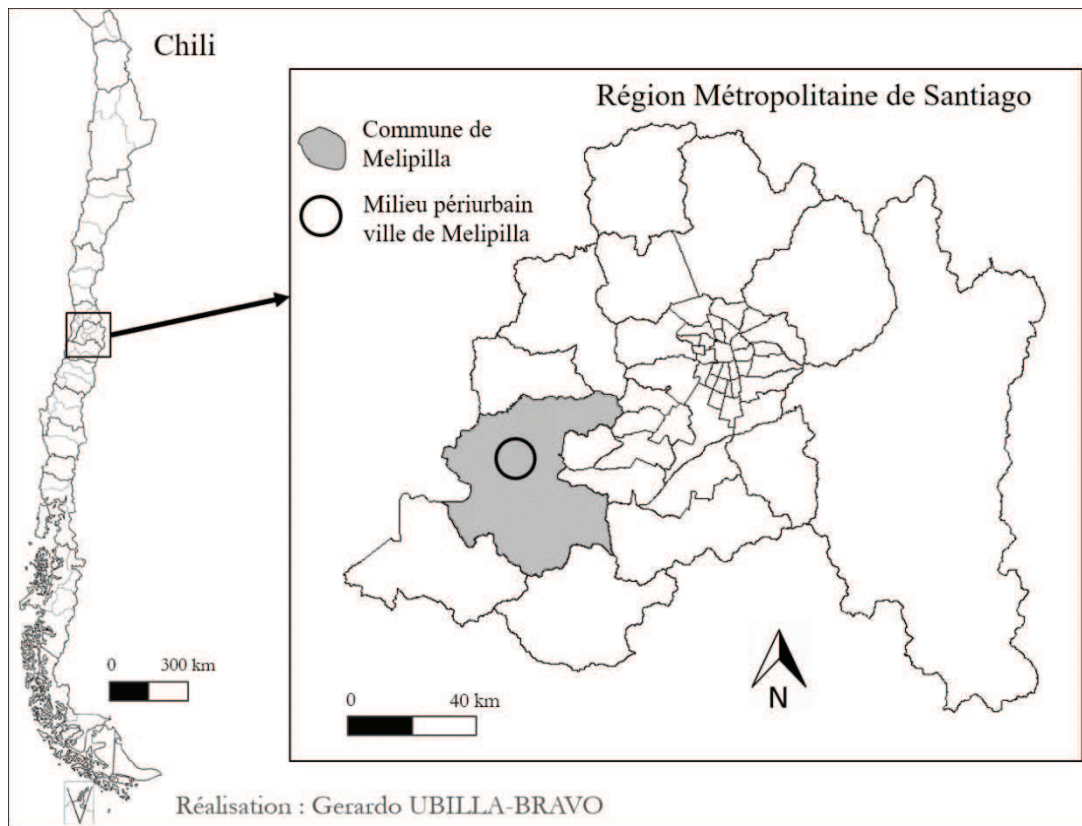 Chili
Région Métropolitaine de Santiago
Commune de
Melipilla
Milieu périurbain
ville de Melipilla
0 300 km
0 40 km
N
Réalisation : Gerardo UBILLA-BRAVO